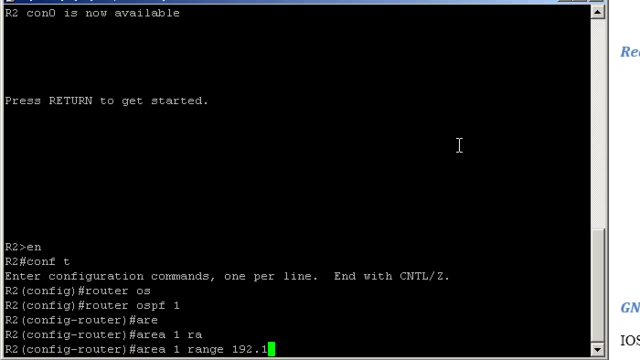 R2 con0 is now available
Press RETURN to get started.
R2>en
R2#conf t
Enter configuration commands, one per line.  End with CNTL/Z.
R2(config)#router os
R2(config)#router ospf 1
R2(config-router)#are
R2(config-router)#area 1 ra
R2(config-router)#area 1 range 192.1